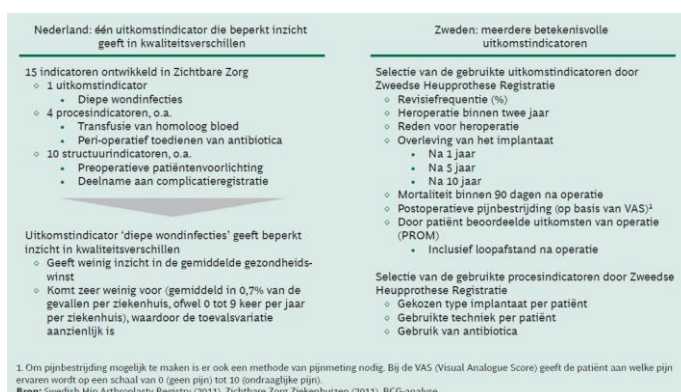 Nederland: één uitkomstindicator die beperkt inzicht
geeft in kwaliteitsverschillen
15 indicatoren ontwikkeld in Zichtbare Zorg
○ 1 uitkomstindicator
• Diepe wondinfecties
○ 4 procesindicatoren, o.a.
• Transfusie van homoloog bloed
• Peri-operatief toedienen van antibiotica
○ 10 structuurindicatoren, o.a.
• Preoperatieve patiëntenvoorlichting
• Deelname aan complicatieregistratie
Uitkomstindicator ‘diepe wondinfecties’ geeft beperkt
inzicht in kwaliteitsverschillen
○ Geeft weinig inzicht in de gemiddelde gezondheids-
winst
○ Komt zeer weinig voor (gemiddeld in 0,7% van de
gevallen per ziekenhuis, ofwel 0 tot 9 keer per jaar
per ziekenhuis), waardoor de toevalsvariatie
aanzienlijk is
Zweden: meerdere betekenisvolle
uitkomstindicatoren
Selectie van de gebruikte uitkomstindicatoren door
Zweedse Heupprothese Registratie
○ Revisiefrequentie (%)
○ Heroperatie binnen twee jaar
○ Reden voor heroperatie
○ Overleving van het implantaat
• Na 1 jaar
• Na 5 jaar
• Na 10 jaar
○ Mortaliteit binnen 90 dagen na operatie
○ Postoperatieve pijnbestrijding (op basis van VAS)¹
○ Door patiënt beoordeelde uitkomsten van operatie
(PROM)
• Inclusief loopafstand na operatie
Selectie van de gebruikte procesindicatoren door Zweedse
Heupprothese Registratie
○ Gekozen type implantaat per patiënt
○ Gebruikte techniek per patiënt
○ Gebruik van antibiotica
1. Om pijnbestrijding mogelijk te maken is er ook een methode van pijnmeting nodig. Bij de VAS (Visual Analogue Score) geeft de patiënt aan welke pijn
ervaren wordt op een schaal van 0 (geen pijn) tot 10 (ondraaglijke pijn).
Bron: Swedish Hip Arthroplasty Registry (2011), Zichtbare Zorg Ziekenhuizen (2011), BCG-analyse